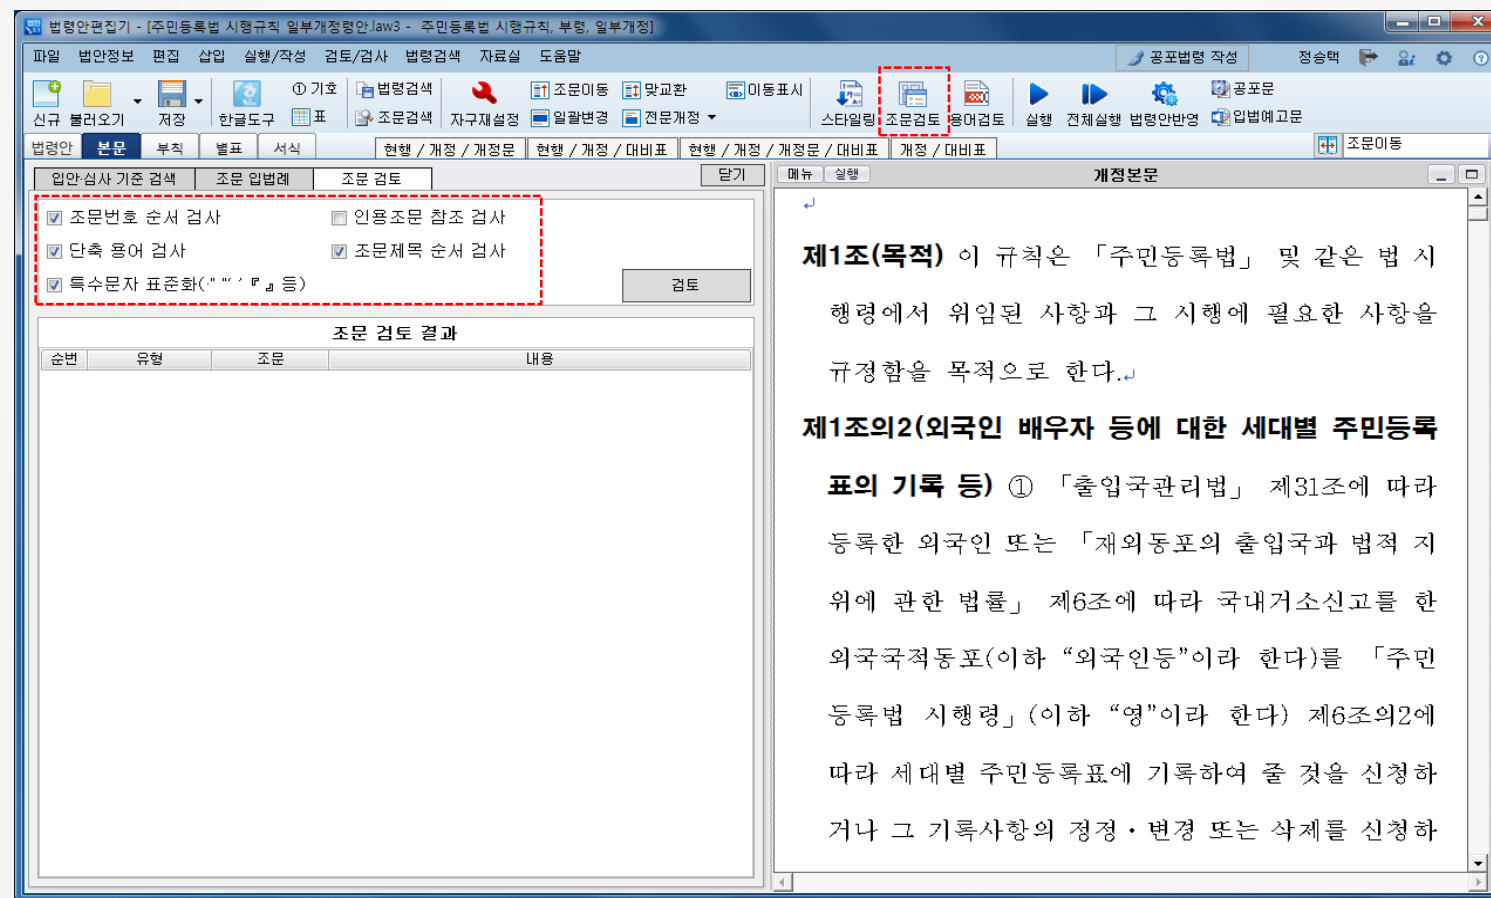 법령안편집기 - [주민등록법 시행규칙 일부개정령안.law3 - 주민등록법 시행규칙, 부령, 일부개정]
파일 법안정보 편집 삽입 실행/작성 검토/검사 법령검색 자료실 도움말 공포법령 작성 정승택
① 기호 법령검색 조문이동 맞교환 이동표시 공포문
신규 불러오기 저장 한글도구 표 조문검색 자구재설정 일괄변경 전문개정 스타일링 조문검토 용어검토 실행 전체실행 법령안반영 입법예고문
법령안 본문 부칙 별표 서식 현행 / 개정 / 개정문 현행 / 개정 / 대비표 현행 / 개정 / 개정문 / 대비표 개정 / 대비표 조문이동
입안·심사 기준 검색 조문 입법례 조문 검토 닫기
조문번호 순서 검사 인용조문 참조 검사
단축 용어 검사 조문제목 순서 검사
특수문자 표준화(·" "' '『 』등) 검토
조문 검토 결과
순번 유형 조문 내용
메뉴 실행 개정본문
제1조(목적) 이 규칙은 「주민등록법」 및 같은 법 시
행령에서 위임된 사항과 그 시행에 필요한 사항을
규정함을 목적으로 한다.↵
제1조의2(외국인 배우자 등에 대한 세대별 주민등록
표의 기록 등) ① 「출입국관리법」 제31조에 따라
등록한 외국인 또는 「재외동포의 출입국과 법적 지
위에 관한 법률」 제6조에 따라 국내거소신고를 한
외국국적동포(이하 “외국인등”이라 한다)를 「주민
등록법 시행령」(이하 “영”이라 한다) 제6조의2에
따라 세대별 주민등록표에 기록하여 줄 것을 신청하
거나 그 기록사항의 정정·변경 또는 삭제를 신청하